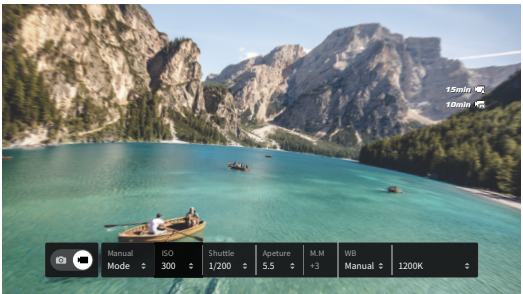 15min
10min
Manual ISO Shuttle Apeture M.M WB
Mode 300 1/200 5.5 +3 Manual 1200K